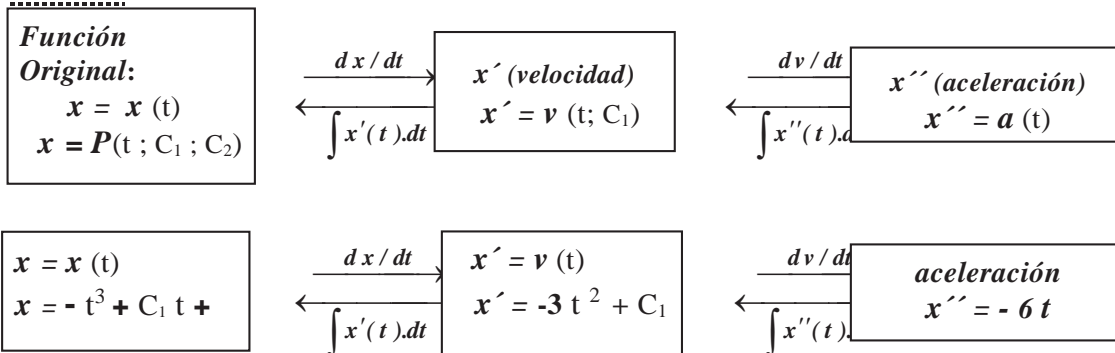 Función
Original:
x = x (t)
x = P(t ; C₁ ; C₂)
d x / dt
∫ x'( t ).dt
x´ (velocidad)
x´ = v (t; C₁)
d v / dt
∫ x''( t ).
x´´ (aceleración)
x´´ = a (t)
x = x (t)
x = - t³ + C₁ t +
d x / dt
∫ x'( t ).dt
x´ = v (t)
x´ = -3 t ² + C₁
d v / dt
∫ x''( t ).
aceleración
x´´ = - 6 t